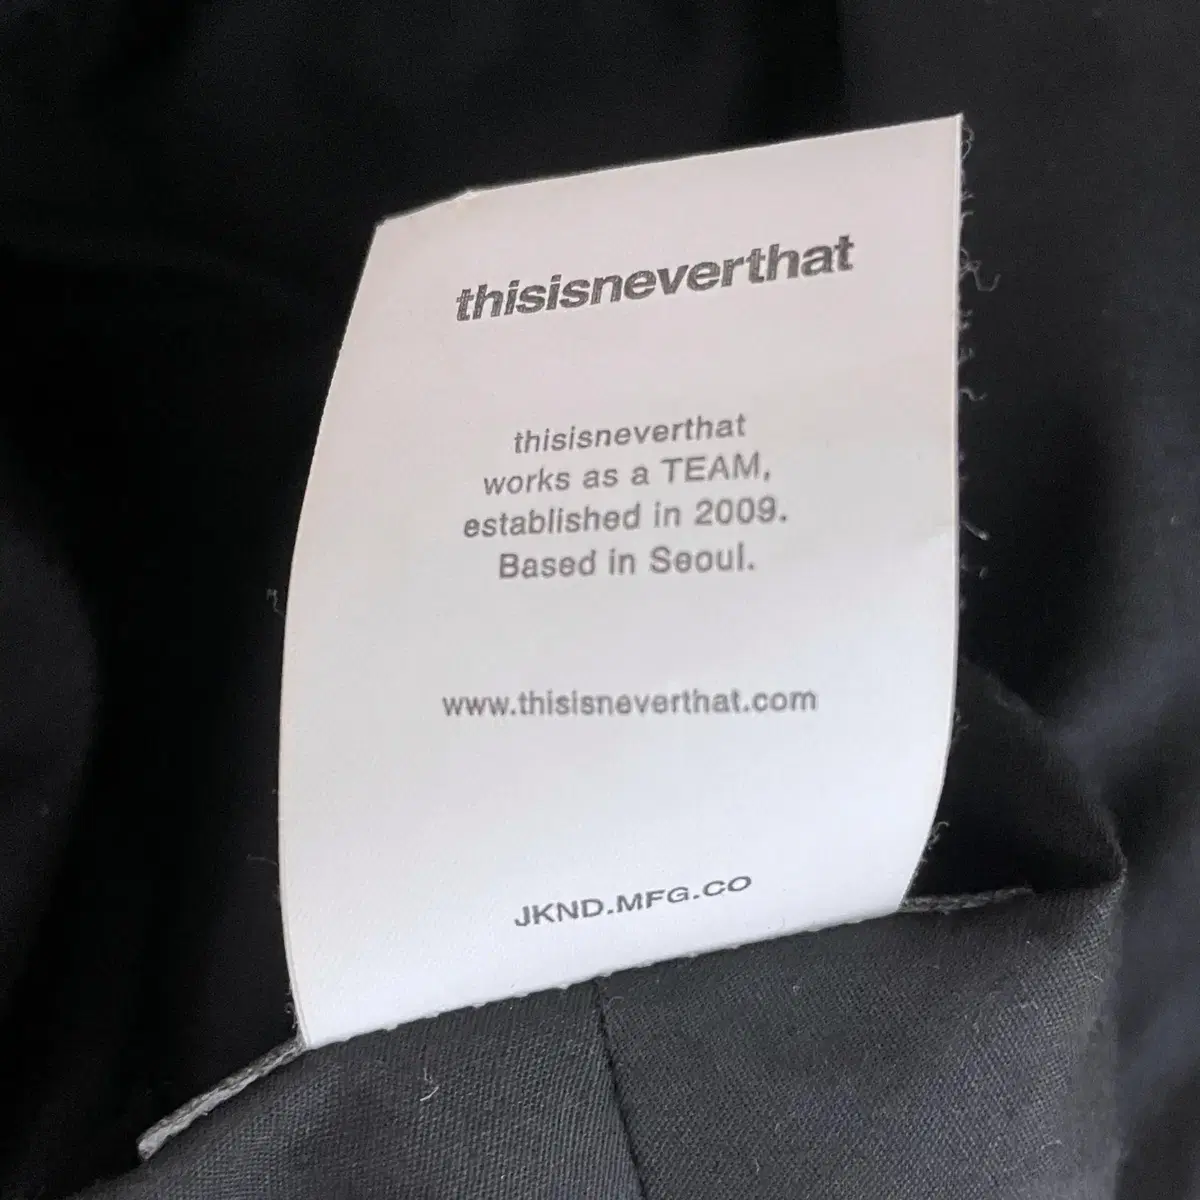 thisisneverthat
thisisneverthat
works as a TEAM,
established in 2009.
Based in Seoul.
www.thisisneverthat.com
JKND.MFG.CO